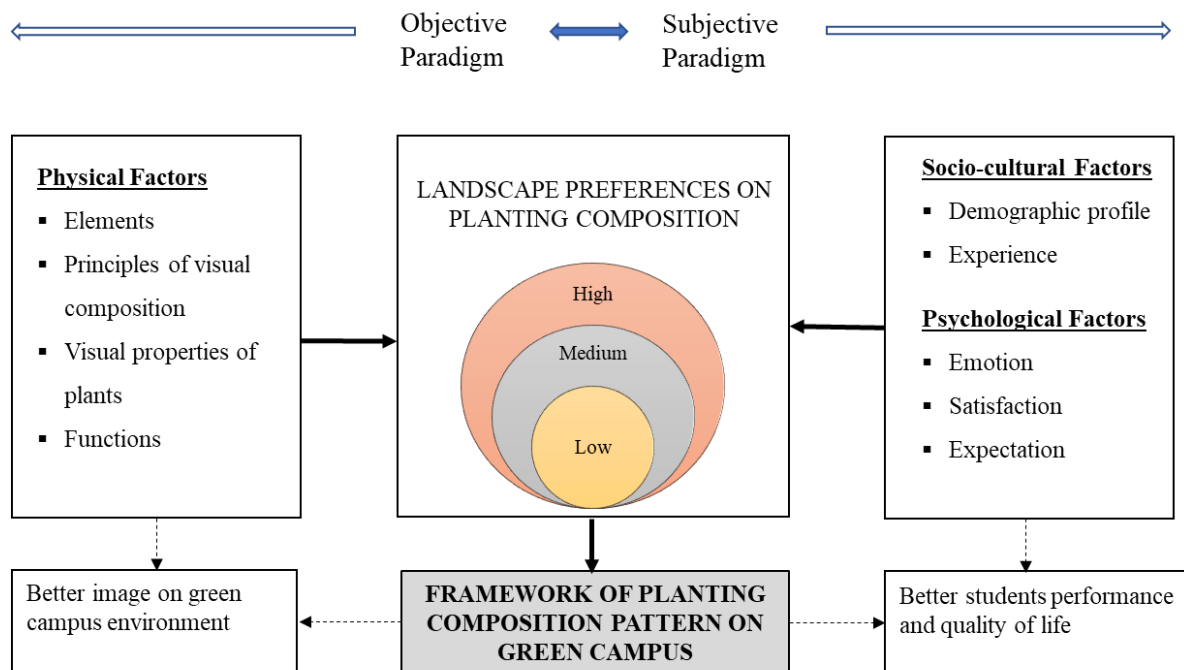 Objective
Paradigm
Subjective
Paradigm
Physical Factors
▪ Elements
▪ Principles of visual
composition
▪ Visual properties of
plants
▪ Functions
LANDSCAPE PREFERENCES ON
PLANTING COMPOSITION
High
Medium
Low
Socio-cultural Factors
▪ Demographic profile
▪ Experience
Psychological Factors
▪ Emotion
▪ Satisfaction
▪ Expectation
Better image on green
campus environment
FRAMEWORK OF PLANTING
COMPOSITION PATTERN ON
GREEN CAMPUS
Better students performance
and quality of life